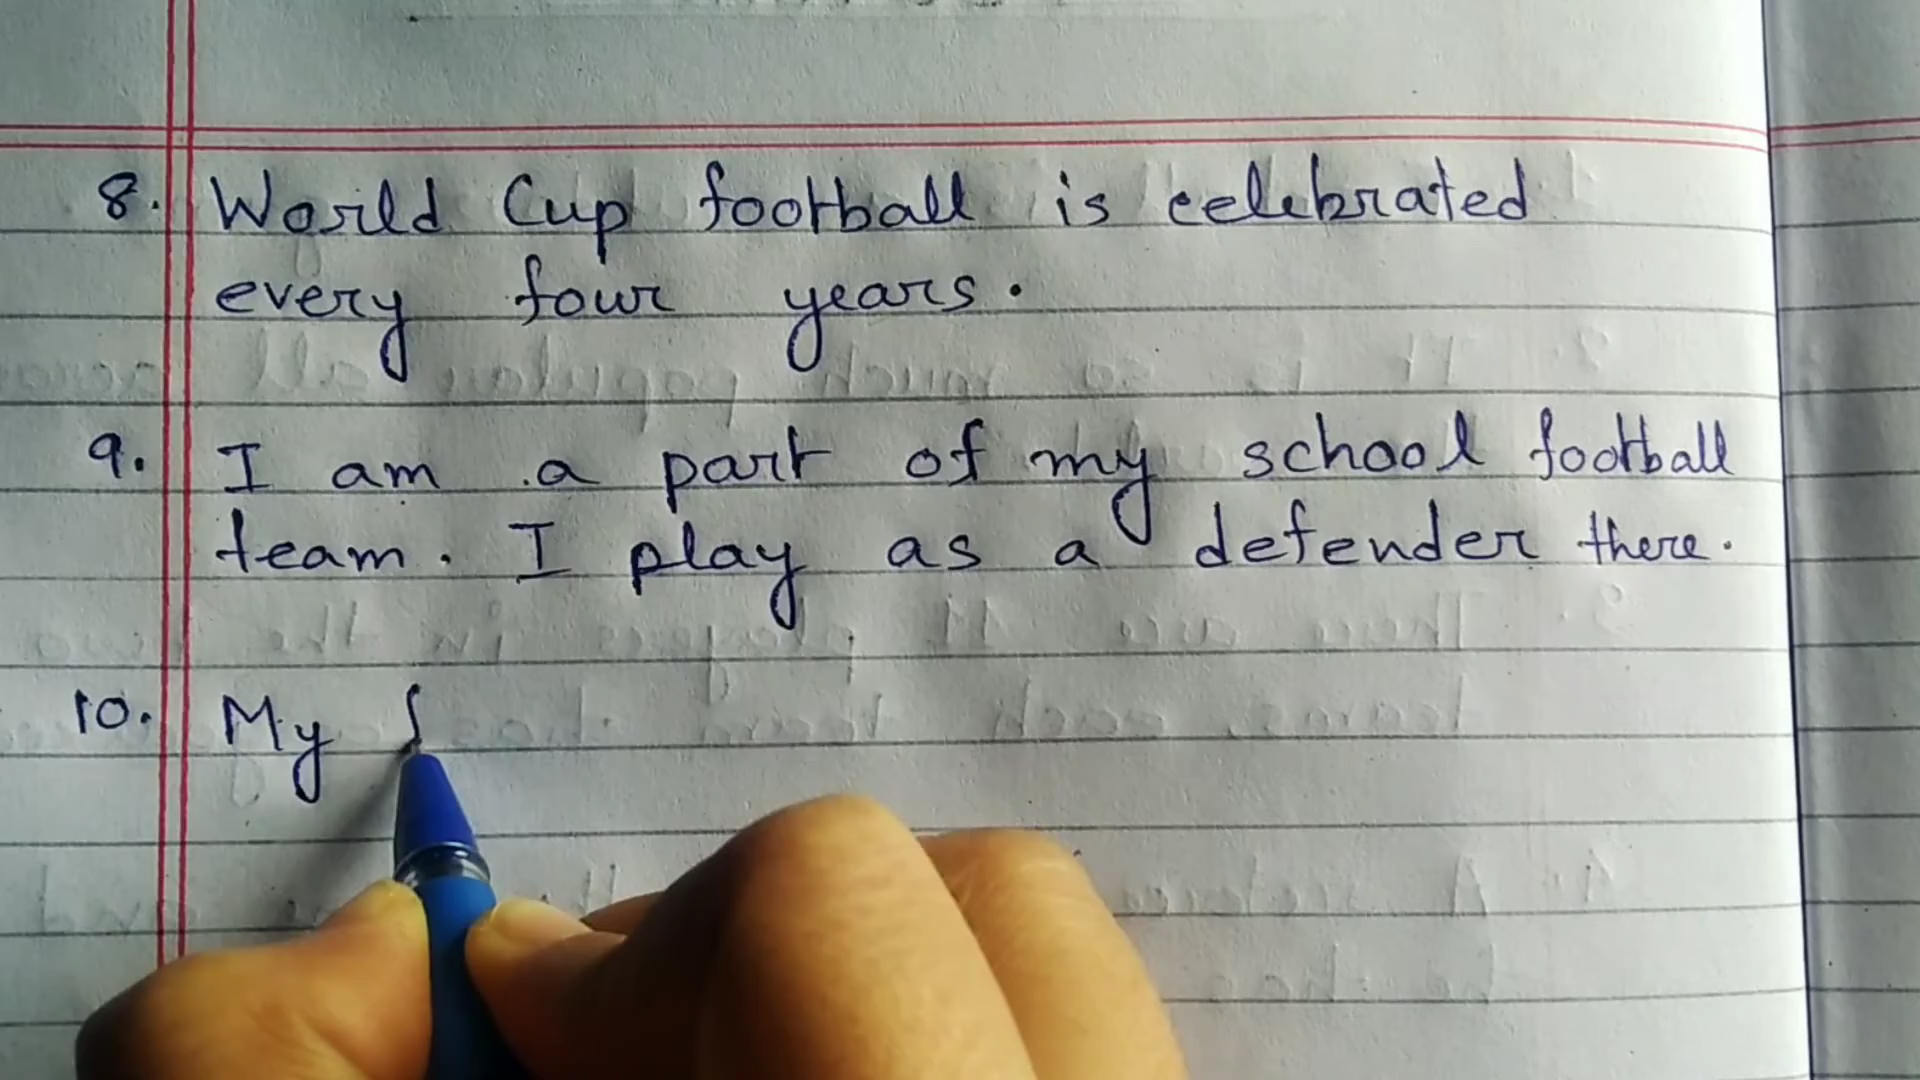 8. World Cup football is celebrated
every four years.
9. I am a part of my school football
team. I play as a defender there.
10. My